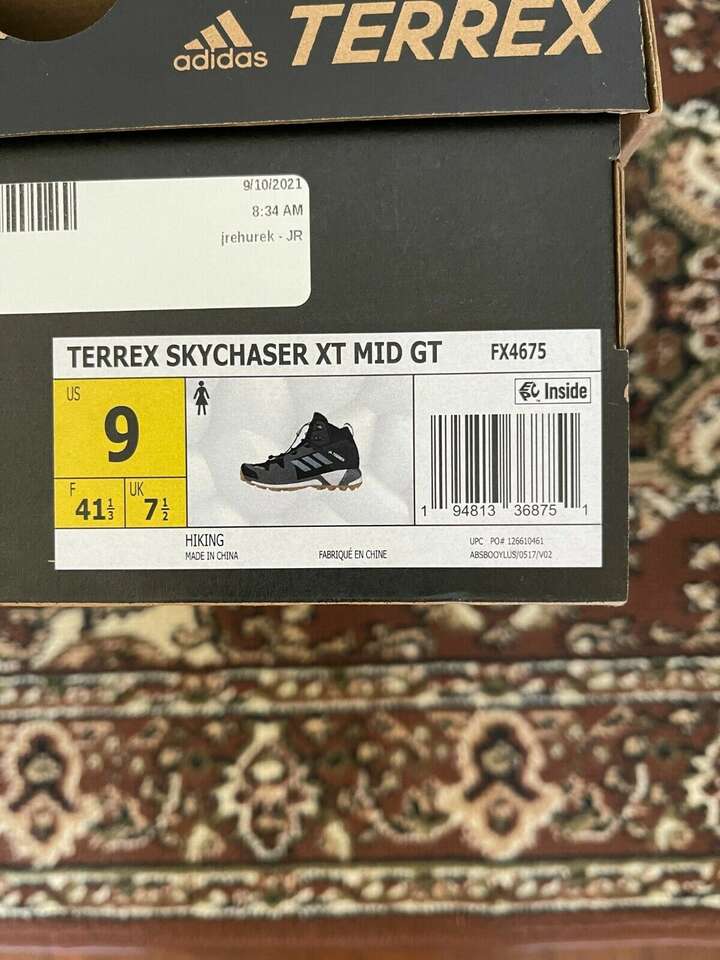 adidas TERREX
9/10/2021
8:34 AM
jrehurek - JR
TERREX SKYCHASER XT MID GT FX4675
US
9
F
41 1/3
UK
7 1/2
Inside
TERREX
1 94813 36875 1
HIKING
MADE IN CHINA
FABRIQUÉ EN CHINE
UPC PO# 126610461
ABSBOOYLUS/0517/V02